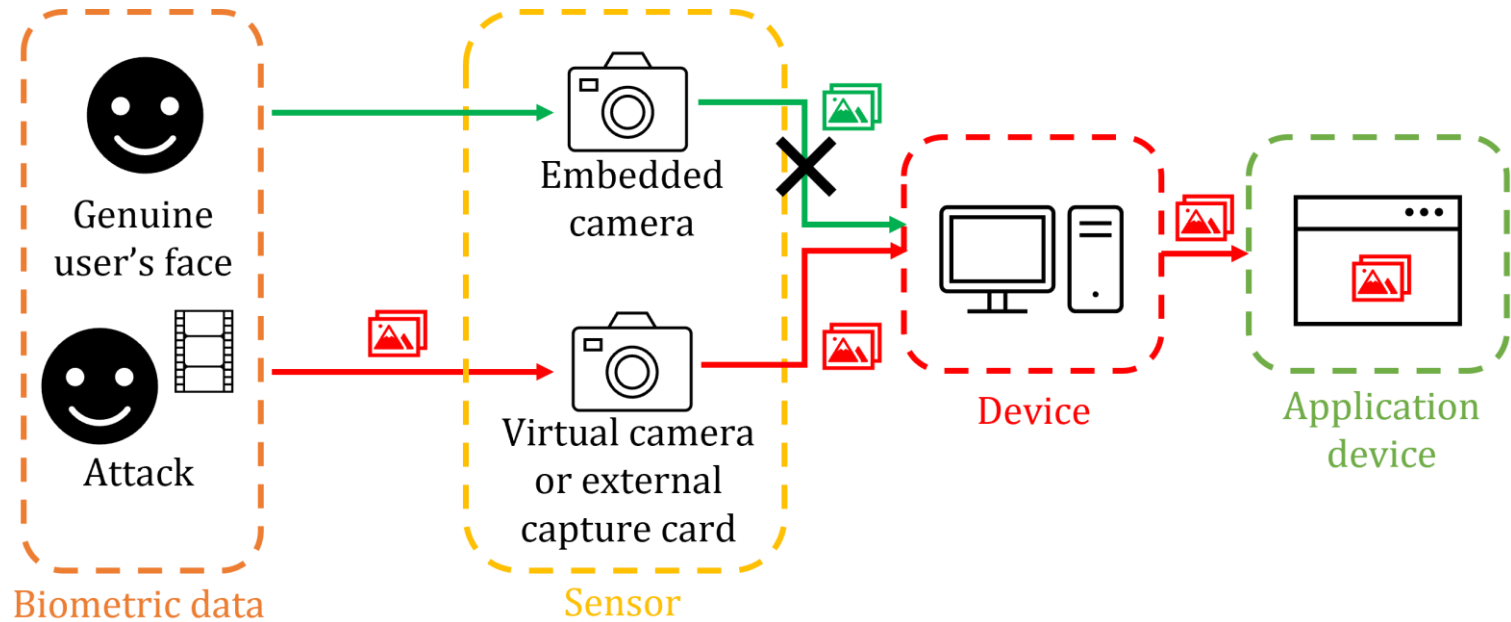 Genuine
user's face
Attack
Biometric data
Embedded
camera
Virtual camera
or external
capture card
Sensor
Device
Application
device